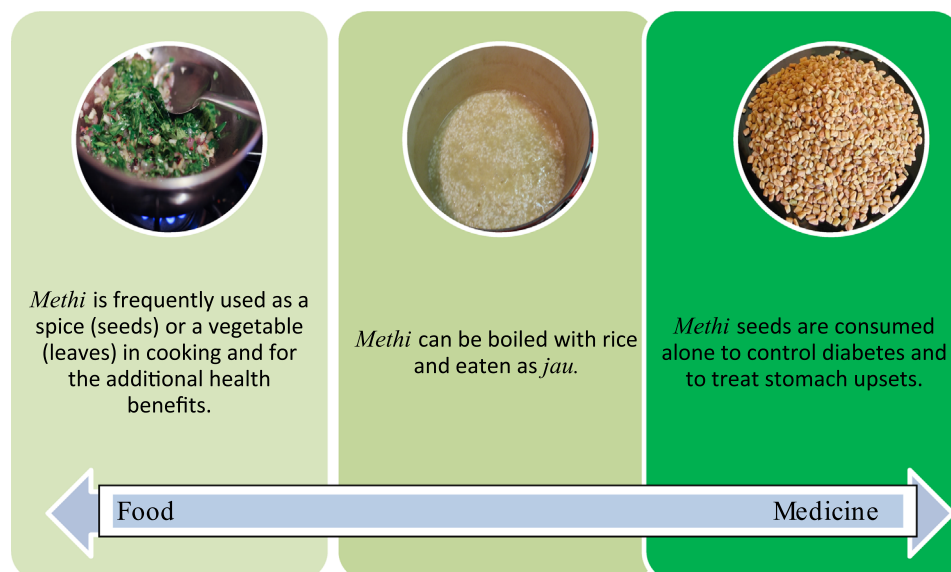 Methi is frequently used as a
spice (seeds) or a vegetable
(leaves) in cooking and for
the additional health
benefits.
Methi can be boiled with rice
and eaten as jau.
Methi seeds are consumed
alone to control diabetes and
to treat stomach upsets.
Food
Medicine